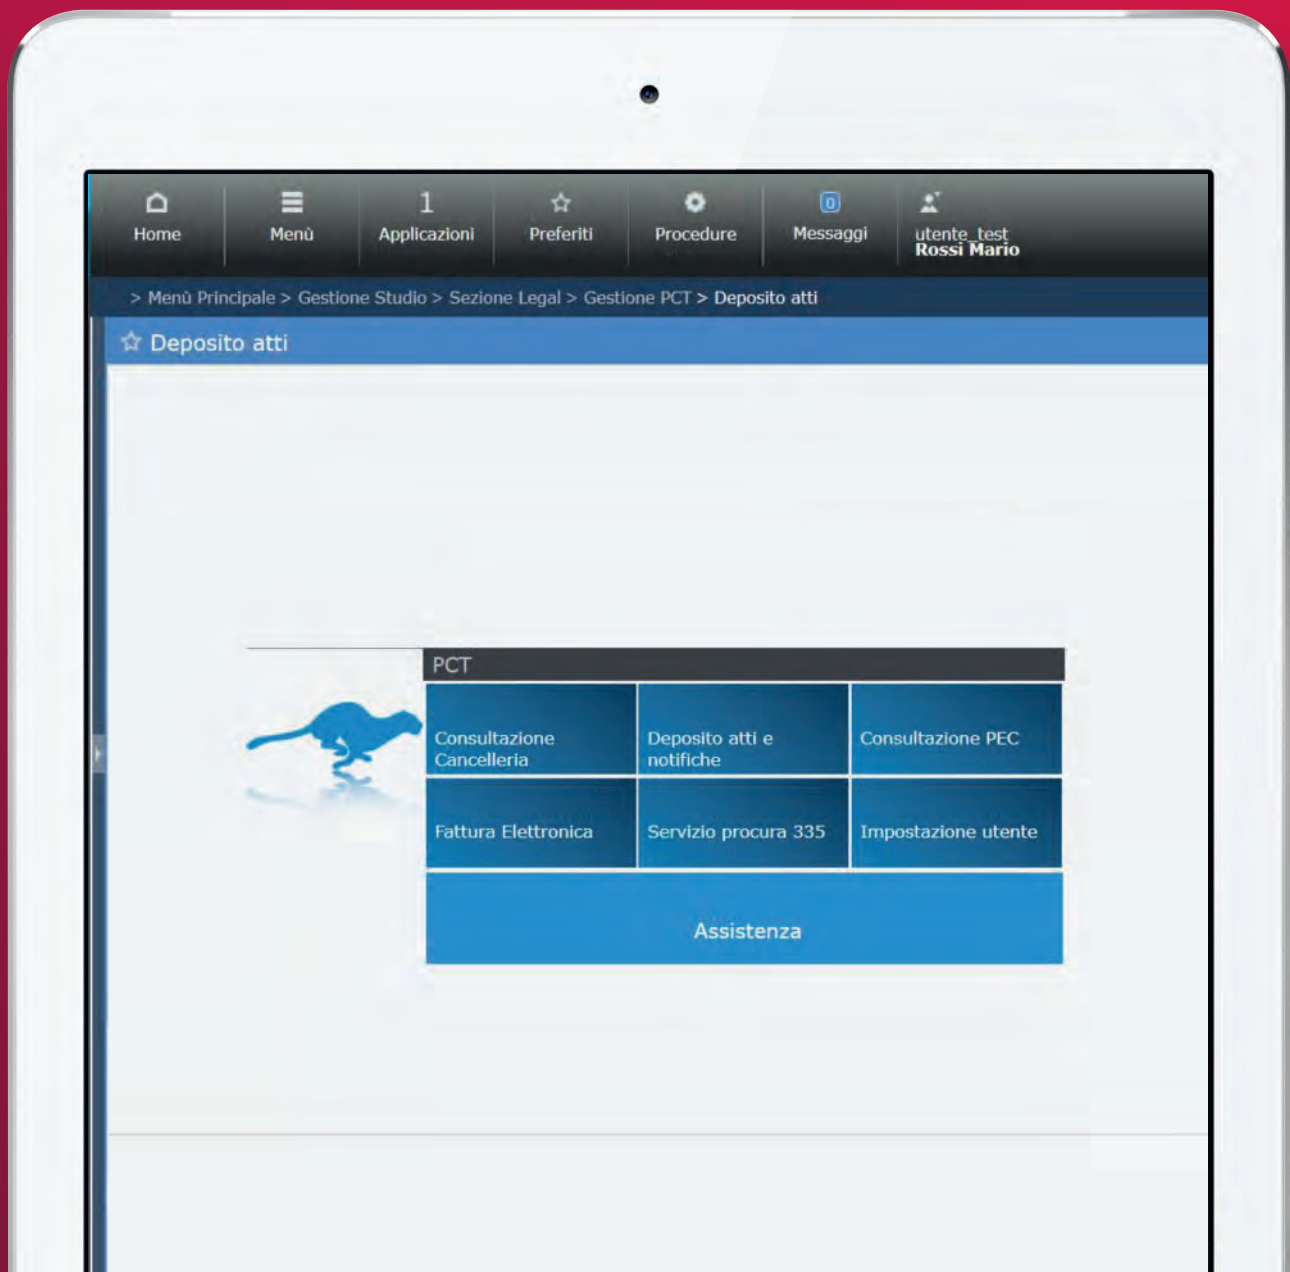 1
Home
Menù
Applicazioni
Preferiti
Procedure
0
Messaggi
utente_test
Rossi Mario
> Menù Principale > Gestione Studio > Sezione Legal > Gestione PCT > Deposito atti
Deposito atti
PCT
Consultazione
Cancelleria
Deposito atti e
notifiche
Consultazione PEC
Fattura Elettronica
Servizio procura 335
Impostazione utente
Assistenza